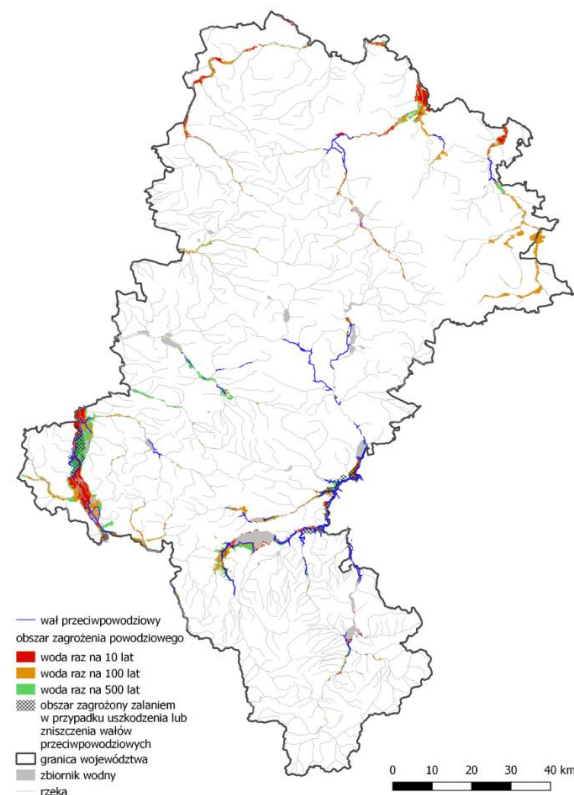 wał przeciwpowodziowy
obszar zagrożenia powodziowego
woda raz na 10 lat
woda raz na 100 lat
woda raz na 500 lat
obszar zagrożony zalaniem
w przypadku uszkodzenia lub
zniszczenia wałów
przeciwpowodziowych
granica województwa
zbiornik wodny
rzeka
0 10 20 30 40 km